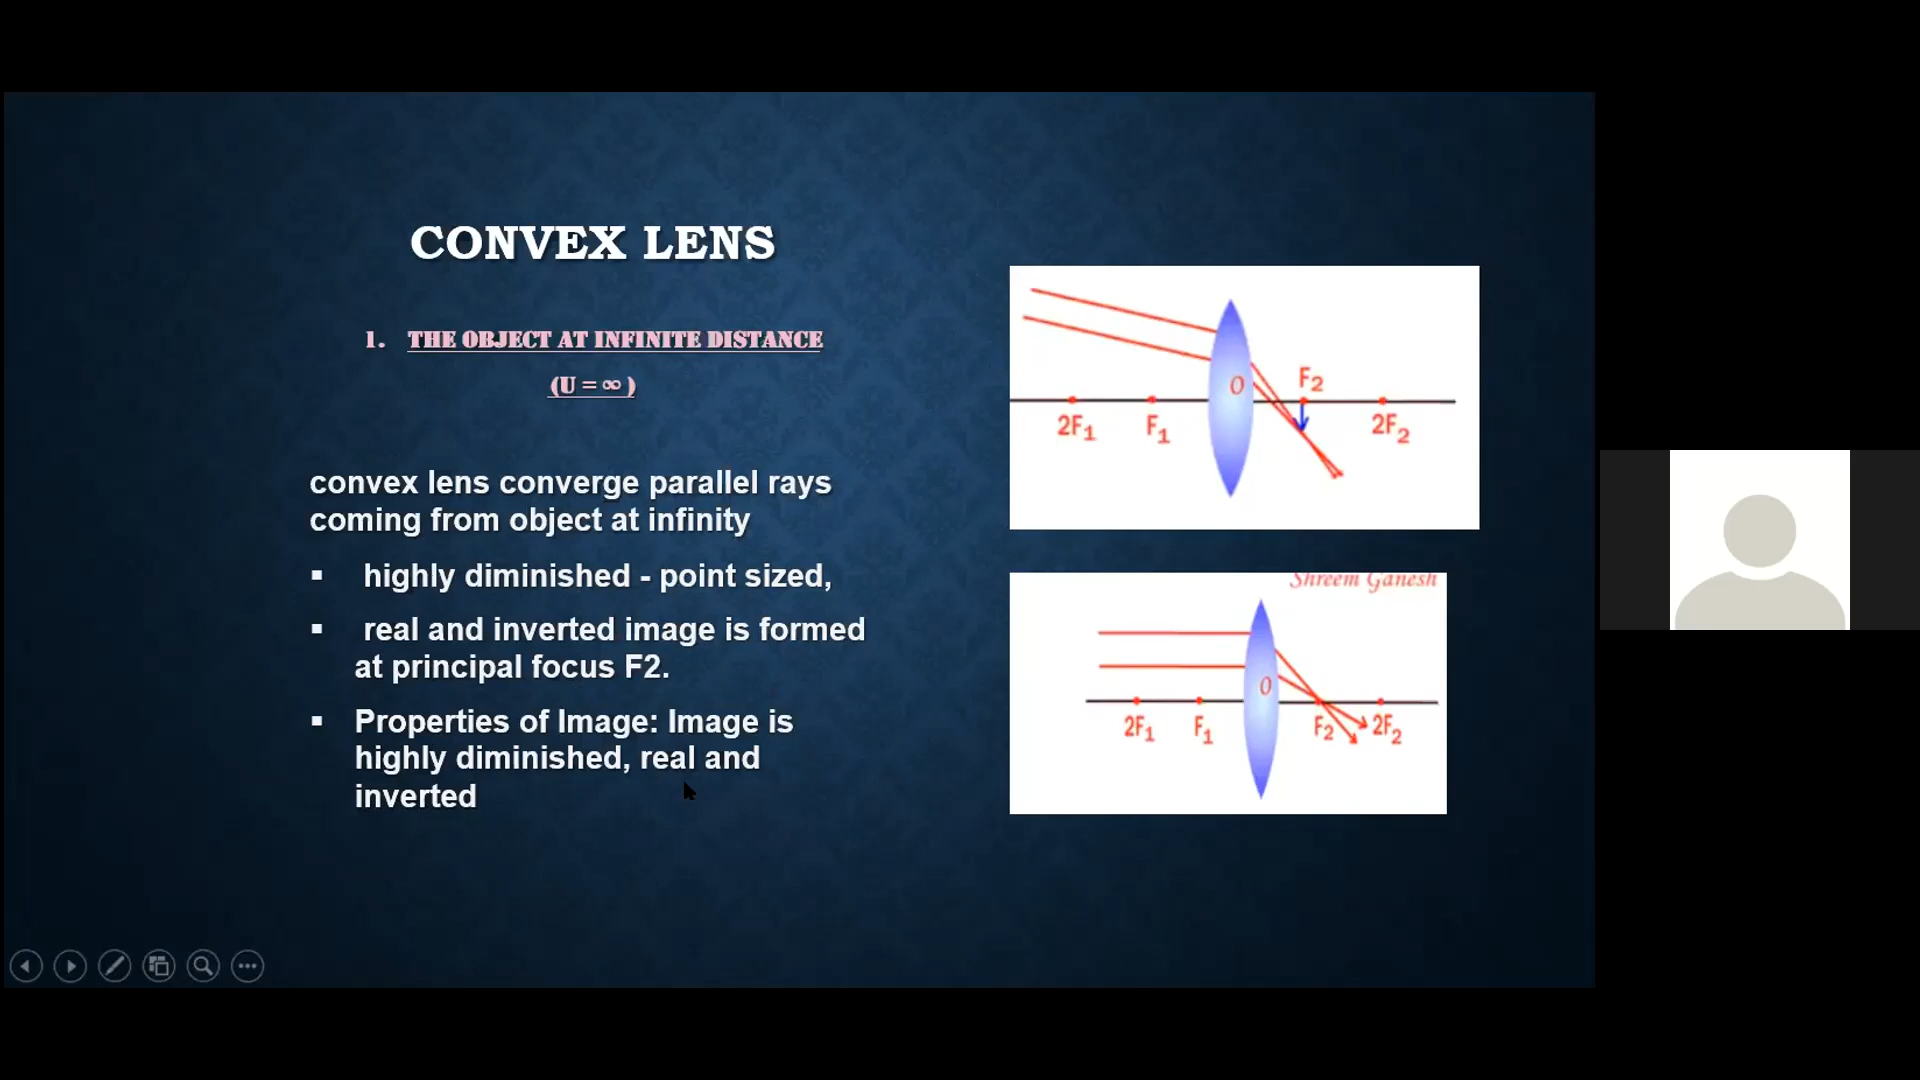 CONVEX LENS
1. THE OBJECT AT INFINITE DISTANCE
(U = ∞ )
convex lens converge parallel rays
coming from object at infinity
▪ highly diminished - point sized,
▪ real and inverted image is formed
at principal focus F2.
▪ Properties of Image: Image is
highly diminished, real and
inverted
O
F2
2F1
F1
2F2
Shreem Ganesh
O
2F1
F1
F2
2F2